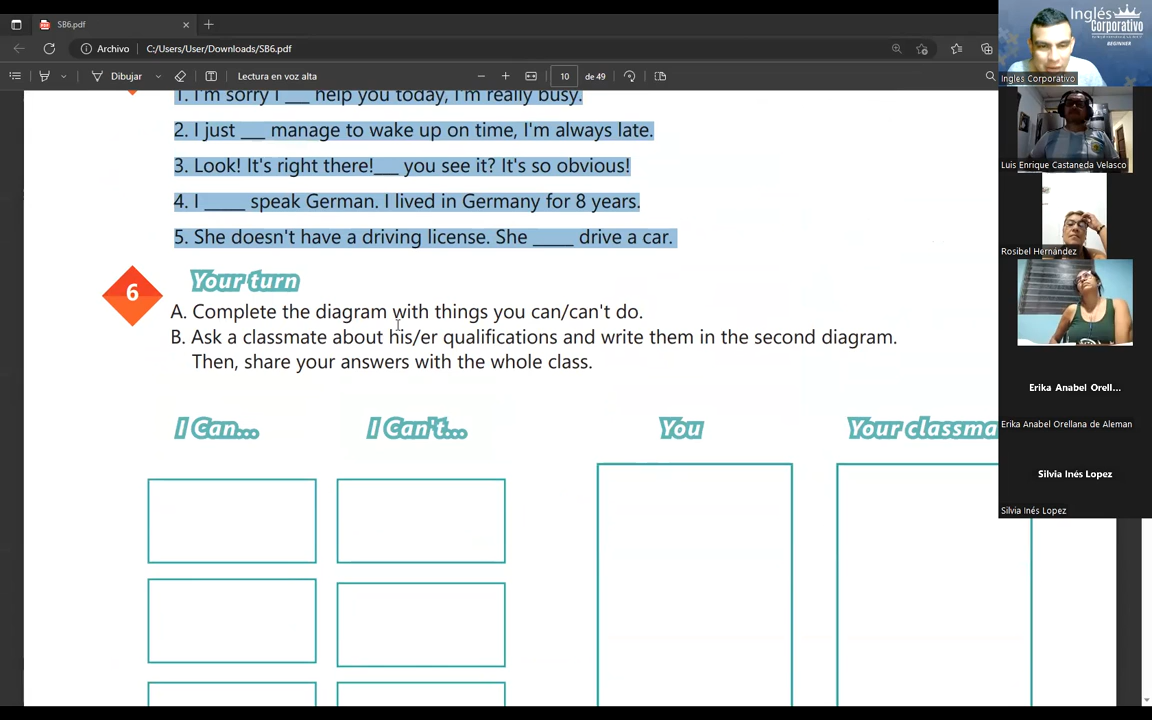 SB6.pdf
Archivo
C:/Users/User/Downloads/SB6.pdf
Dibujar
Lectura en voz alta
10
de 49
1. I'm sorry I ___ help you today, I'm really busy.
2. I just ___ manage to wake up on time, I'm always late.
3. Look! It's right there!___ you see it? It's so obvious!
4. I _____ speak German. I lived in Germany for 8 years.
5. She doesn't have a driving license. She _____ drive a car.
6
Your turn
A. Complete the diagram with things you can/can't do.
B. Ask a classmate about his/er qualifications and write them in the second diagram.
Then, share your answers with the whole class.
I Can...
I Can't...
You
Your classma
Inglés
Corporativo
BEGINNER
Ingles Corporativo
Luis Enrique Castaneda Velasco
Rosibel Hernández
Erika Anabel Orell...
Erika Anabel Orellana de Aleman
Silvia Inés Lopez
Silvia Inés Lopez